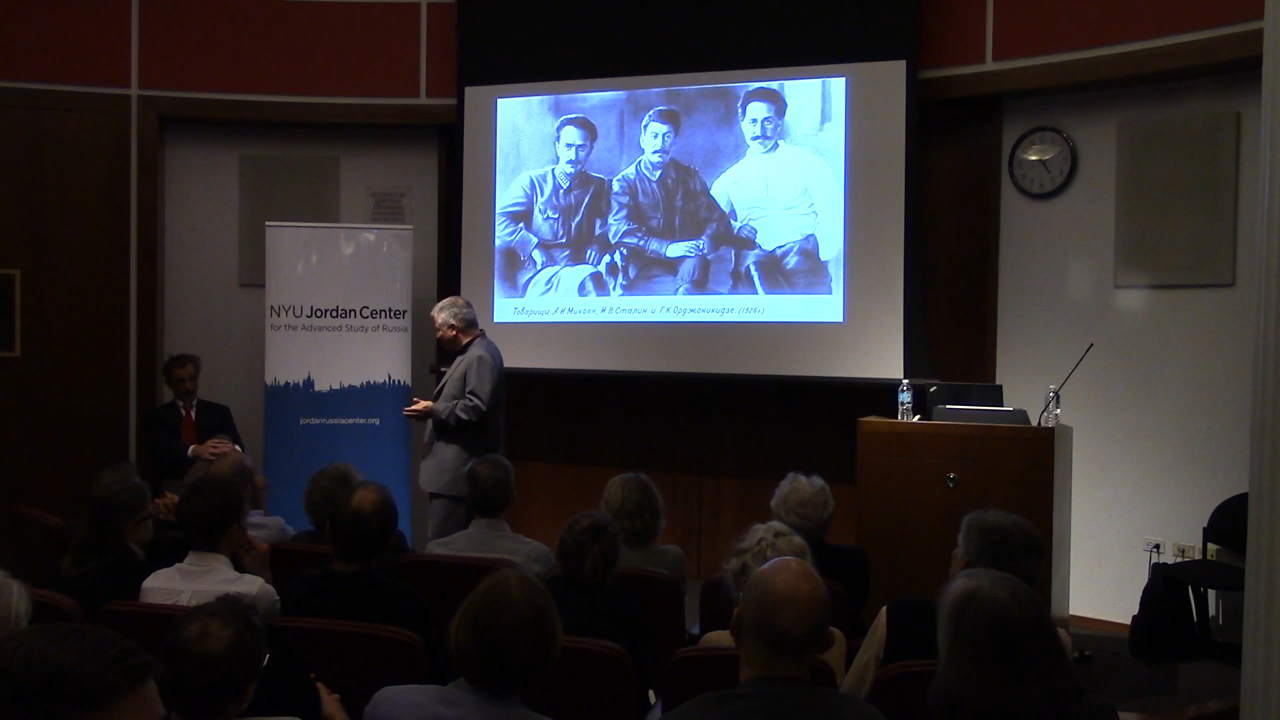 Товарищи А.И.Микоян, И.В.Сталин и Г.К.Орджоникидзе. (1926г)
NYU Jordan Center
for the Advanced Study of Russia
jordanrussiacenter.org